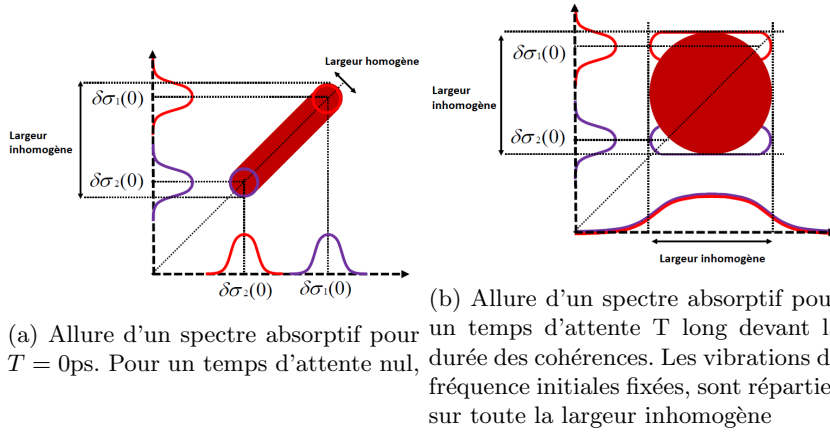 Largeur homogène
δσ₁(0)
Largeur
inhomogène
δσ₂(0)
δσ₂(0)
δσ₁(0)
(a) Allure d'un spectre absorptif pour
T = 0ps. Pour un temps d'attente nul,
δσ₁(0)
Largeur
inhomogène
δσ₂(0)
Largeur inhomogène
(b) Allure d'un spectre absorptif pou
un temps d'attente T long devant l
durée des cohérences. Les vibrations d
fréquence initiales fixées, sont répartie
sur toute la largeur inhomogène